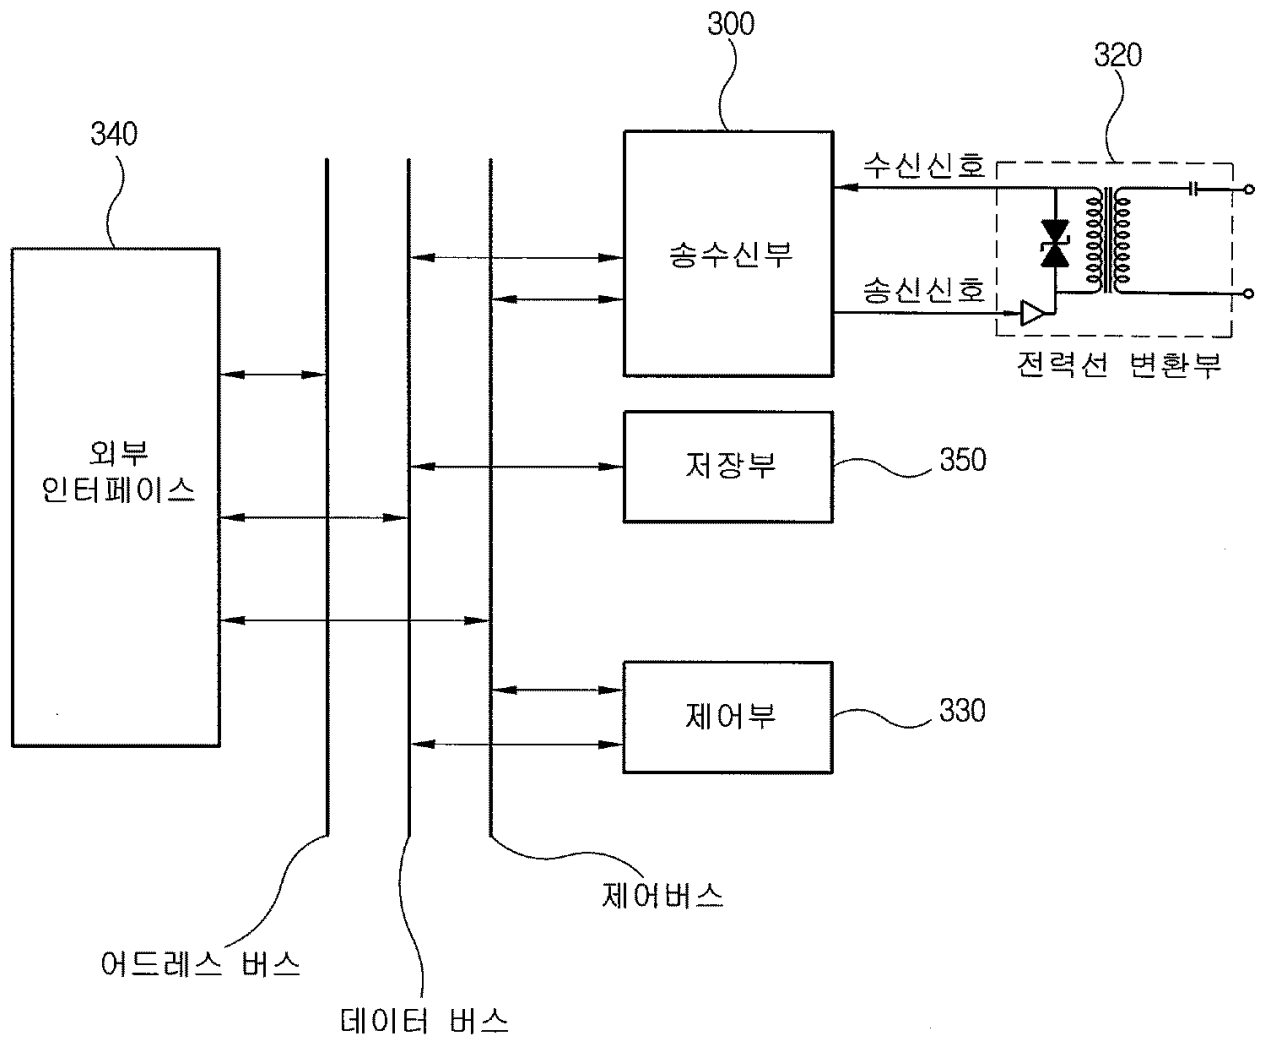 300
320
340
수신신호
송수신부
송신신호
전력선 변환부
외부
인터페이스
저장부
350
제어부
330
제어버스
어드레스 버스
데이터 버스